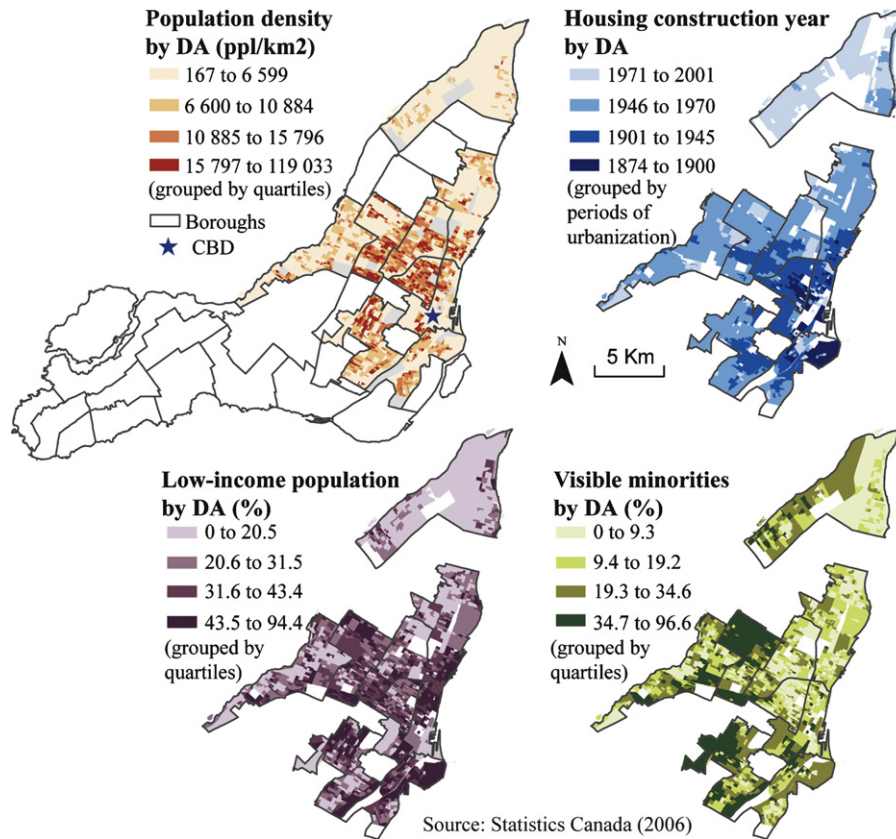 Population density
by DA (ppl/km2)
167 to 6 599
6 600 to 10 884
10 885 to 15 796
15 797 to 119 033
(grouped by quartiles)
Boroughs
CBD
Housing construction year
by DA
1971 to 2001
1946 to 1970
1901 to 1945
1874 to 1900
(grouped by
periods of
urbanization)
N
5 Km
Low-income population
by DA (%)
0 to 20.5
20.6 to 31.5
31.6 to 43.4
43.5 to 94.4
(grouped by
quartiles)
Visible minorities
by DA (%)
0 to 9.3
9.4 to 19.2
19.3 to 34.6
34.7 to 96.6
(grouped by
quartiles)
Source: Statistics Canada (2006)